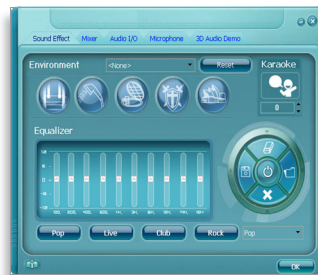 Sound Effect Mixer Audio I/O Microphone 3D Audio Demo
Environment <None> Reset Karaoke
0
Equalizer
Pop Live Club Rock Pop
OK